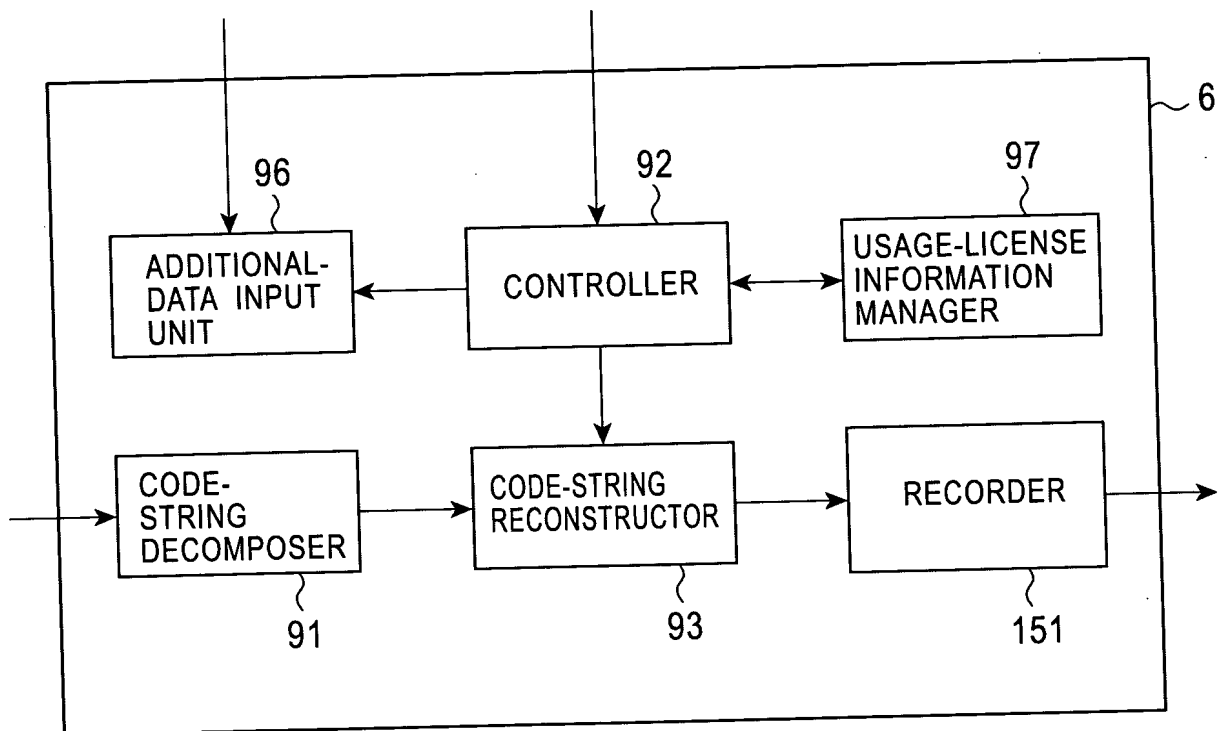 6
96
92
97
ADDITIONAL-
DATA INPUT
UNIT
CONTROLLER
USAGE-LICENSE
INFORMATION
MANAGER
CODE-
STRING
DECOMPOSER
CODE-STRING
RECONSTRUCTOR
RECORDER
91
93
151